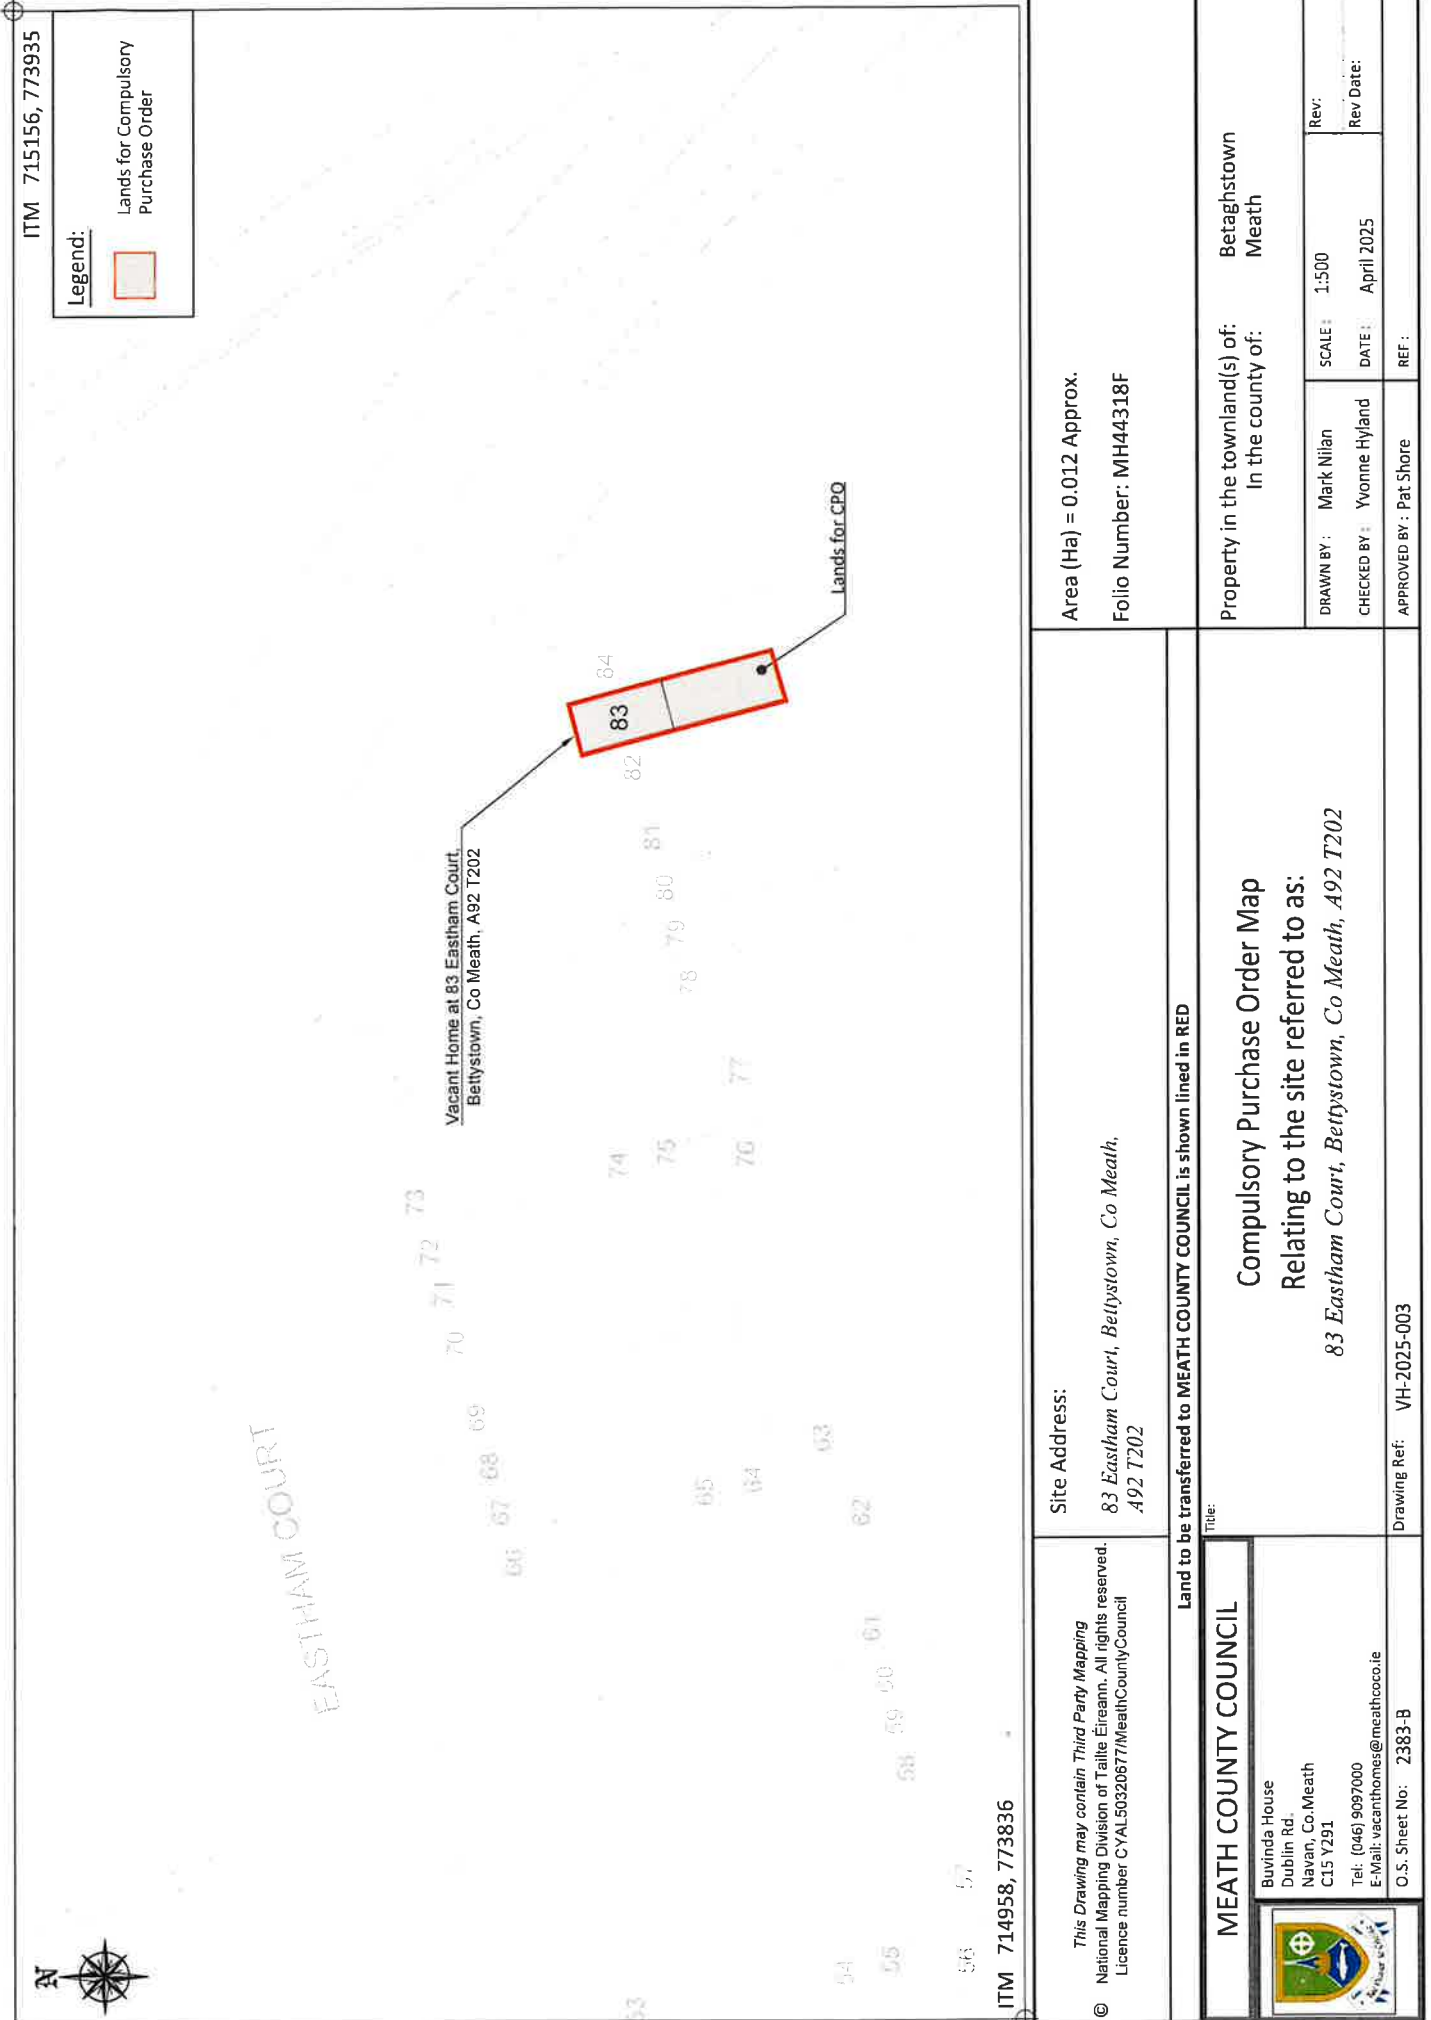 ITM 715156, 773935
Legend:
Lands for Compulsory
Purchase Order
N
EASTHAM COURT
Vacant Home at 83 Eastham Court,
Bettystown, Co Meath, A92 T202
Lands for CPO
83
84
82
81
80
79
78
77
76
75
74
73
72
71
70
69
68
67
66
65
64
63
62
61
60
59
58
57
56
55
54
53
ITM 714958, 773836
This Drawing may contain Third Party Mapping
© National Mapping Division of Tailte Éireann. All rights reserved.
Licence number CYAL50320677/MeathCountyCouncil
Site Address:
83 Eastham Court, Bettystown, Co Meath,
A92 T202
Area (Ha) = 0.012 Approx.
Folio Number: MH44318F
Land to be transferred to MEATH COUNTY COUNCIL is shown lined in RED
MEATH COUNTY COUNCIL
Buvinda House
Dublin Rd.
Navan, Co.Meath
C15 Y291
Tel: (046) 9097000
E-Mail: vacanthomes@meathcoco.ie
O.S. Sheet No: 2383-B
Title:
Compulsory Purchase Order Map
Relating to the site referred to as:
83 Eastham Court, Bettystown, Co Meath, A92 T202
Drawing Ref: VH-2025-003
Property in the townland(s) of: Betaghstown
In the county of: Meath
DRAWN BY : Mark Nilan
SCALE : 1:500
Rev:
CHECKED BY : Yvonne Hyland
DATE : April 2025
Rev Date:
APPROVED BY : Pat Shore
REF :